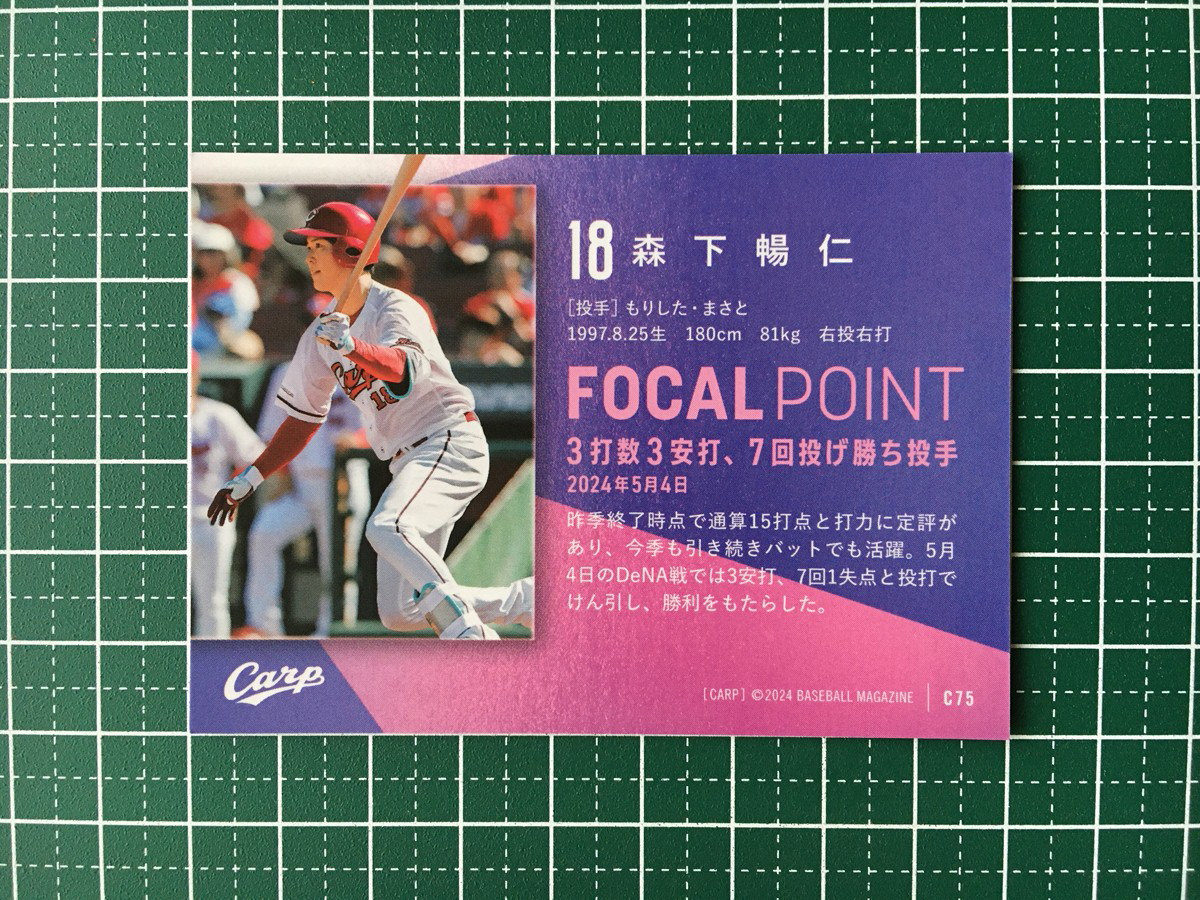 18 森下暢仁
[投手] もりした・まさと
1997.8.25生 180cm 81kg 右投右打
FOCAL POINT
3打数3安打、7回投げ勝ち投手
2024年5月4日
昨季終了時点で通算15打点と打力に定評が
あり、今季も引き続きバットでも活躍。5月
4日のDeNA戦では3安打、7回1失点と投打で
けん引し、勝利をもたらした。
Carp
18
Carp
[CARP] ©2024 BASEBALL MAGAZINE | C75